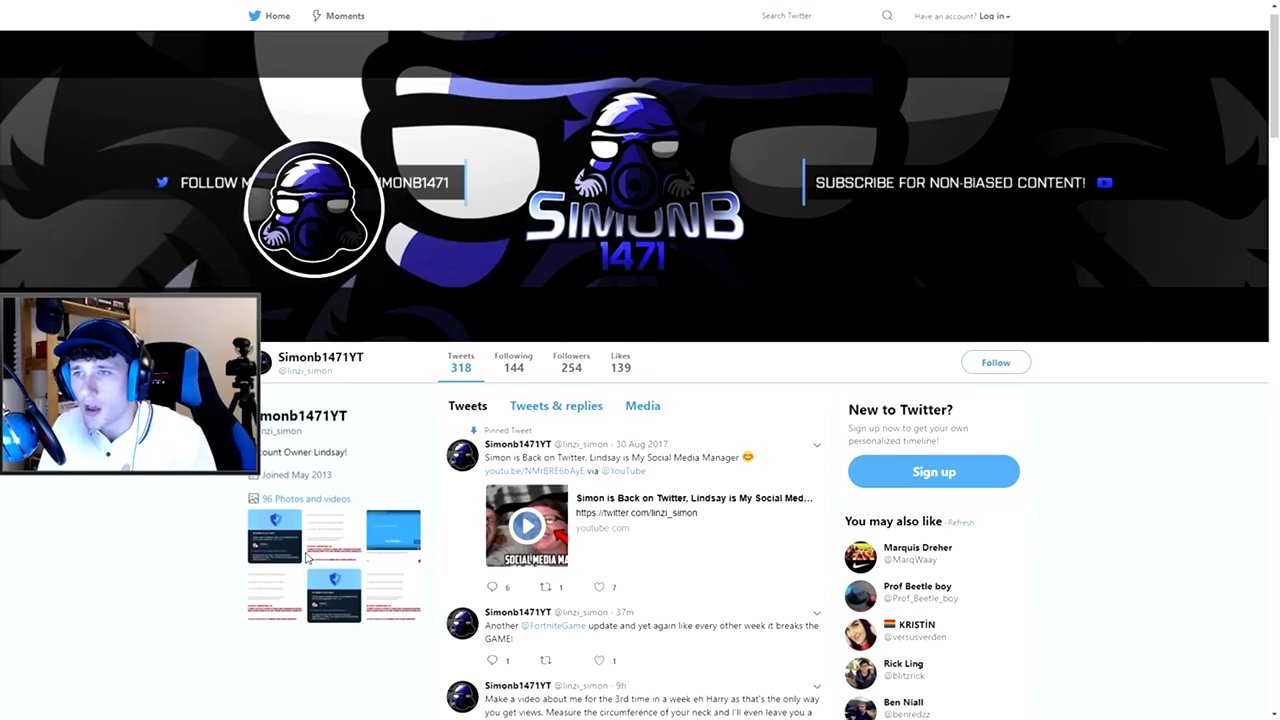 Home
Moments
Search Twitter
Have an account? Log in
FOLLOW M
IMONB1471
SIMONB
1471
SUBSCRIBE FOR NON-BIASED CONTENT!
Simonb1471YT
@linzi_simon
Tweets
318
Following
144
Followers
254
Likes
139
Follow
monb1471YT
nzi_simon
count Owner Lindsay!
Joined May 2013
96 Photos and videos
Tweets
Tweets & replies
Media
Pinned Tweet
Simonb1471YT @linzi_simon · 30 Aug 2017
Simon is Back on Twitter, Lindsay is My Social Media Manager 😊
youtu.be/NMrBRE6bAyE via @YouTube
SOCIAL MEDIA MA
Simon is Back on Twitter, Lindsay is My Social Med...
https://twitter.com/linzi_simon
youtube.com
6
1
7
Simonb1471YT @linzi_simon · 37m
Another @FortniteGame update and yet again like every other week it breaks the
GAME!
1
1
Simonb1471YT @linzi_simon · 9h
Make a video about me for the 3rd time in a week eh Harry as that's the only way
you get views. Measure the circumference of your neck and I'll even leave you a
New to Twitter?
Sign up now to get your own
personalized timeline!
Sign up
You may also like · Refresh
Marquis Dreher
@MarqWaay
Prof Beetle boy
@Prof_Beetle_boy
KRISTİN
@versusverden
Rick Ling
@blitzrick
Ben Niall
@benredzz